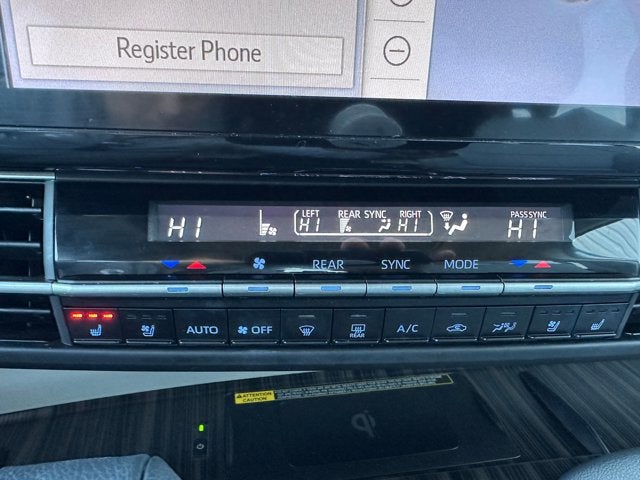 Register Phone
LEFT REAR SYNC RIGHT PASS SYNC
HI HI HI HI
REAR SYNC MODE
AUTO OFF REAR A/C
ATTENTION
CAUTION